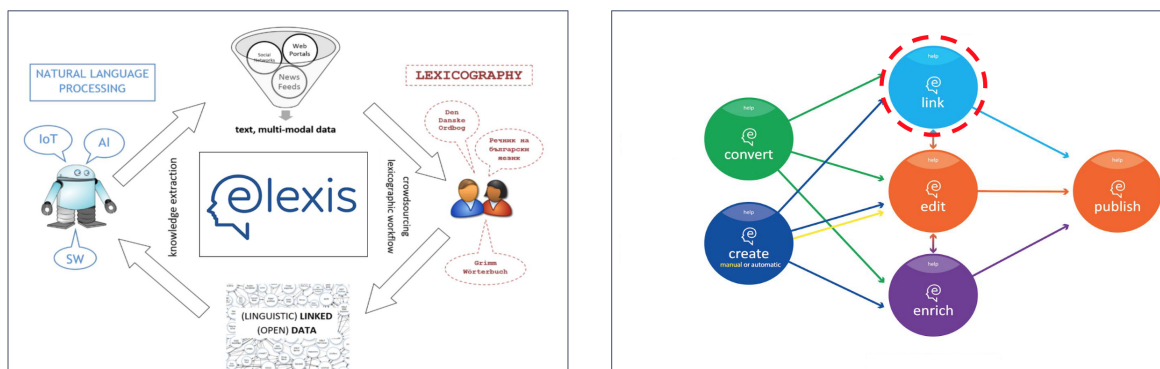 NATURAL LANGUAGE
PROCESSING
IoT
AI
SW
knowledge extraction
Social
Networks
Web
Portals
News
Feeds
text, multi-modal data
LEXICOGRAPHY
Den
Danske
Ordbog
Речник на
български
език
crowdsourcing
lexicographic workflow
Grimm
Wörterbuch
elexis
(LINGUISTIC) LINKED
(OPEN) DATA
help
link
help
convert
help
edit
help
publish
help
create
manual or automatic
help
enrich